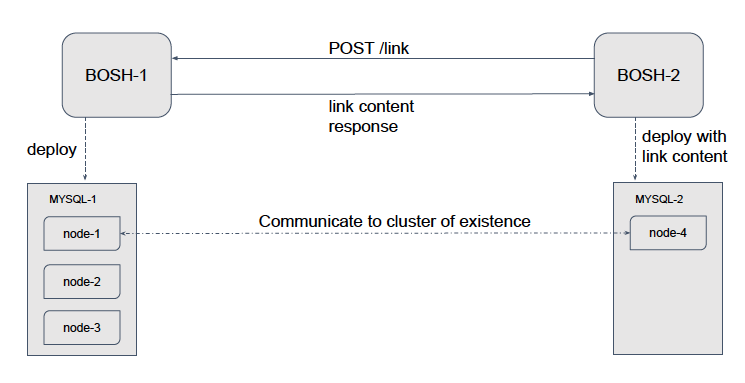 POST /link
BOSH-1
BOSH-2
link content
response
deploy
deploy with
link content
MYSQL-1
MYSQL-2
node-1
Communicate to cluster of existence
node-4
node-2
node-3